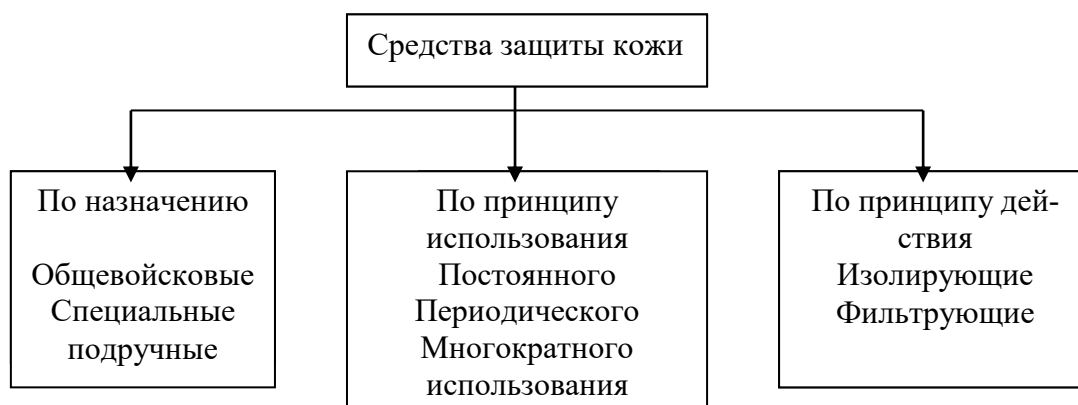 Средства защиты кожи
По назначению
Общевойсковые
Специальные
подручные
По принципу
использования
Постоянного
Периодического
Многократного
использования
По принципу дей-
ствия
Изолирующие
Фильтрующие